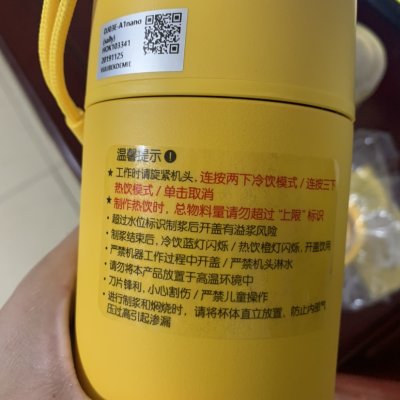 DJ03E-A1nano
(sally)
HOK103341
20191125
温馨提示
★ 工作时请旋紧机头，连按两下冷饮模式 / 连按三下
热饮模式 / 单击取消
★ 制作热饮时，总物料量请勿超过“上限”标识
• 超过水位标识制浆后开盖有溢浆风险
• 制浆结束后，冷饮蓝灯闪烁、热饮橙灯闪烁、开盖饮用
• 严禁机器工作过程中开盖 / 严禁机头淋水
• 请勿将本产品放置于高温环境中
• 刀片锋利，小心割伤 / 严禁儿童操作
• 进行制浆和焖烧时，请将杯体直立放置、防止内部气
压过高引起渗漏